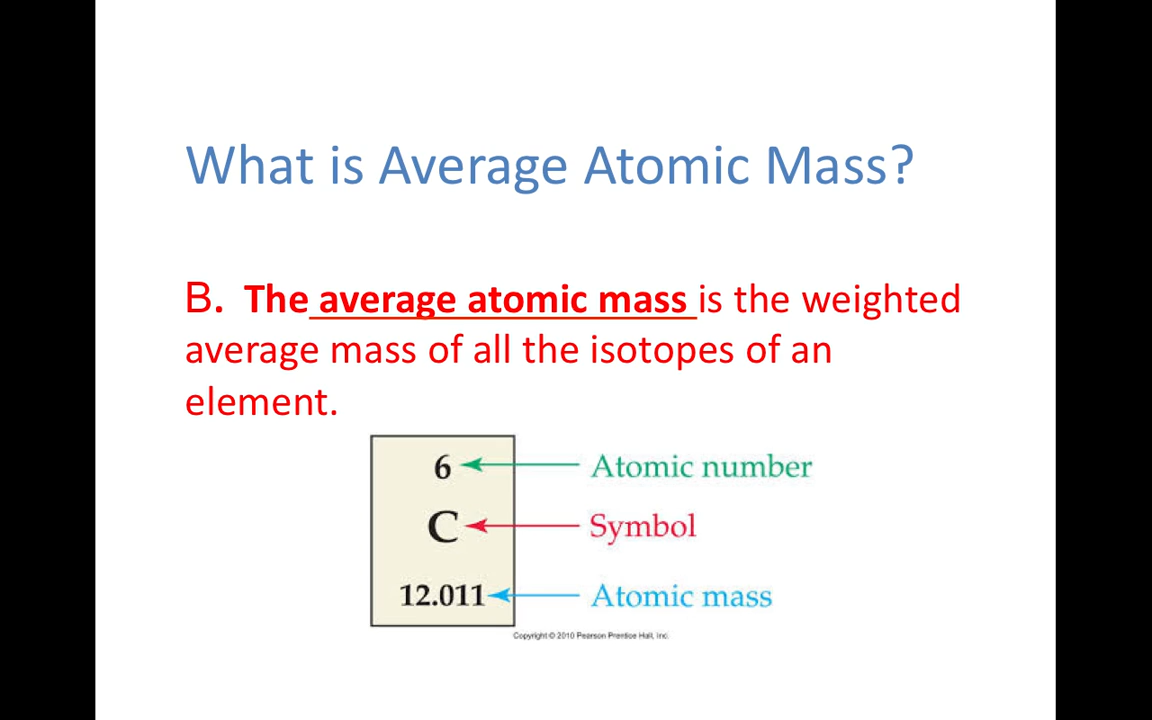 What is Average Atomic Mass?
B. The average atomic mass is the weighted
average mass of all the isotopes of an
element.
6 Atomic number
C Symbol
12.011 Atomic mass
Copyright © 2010 Pearson Prentice Hall, Inc.